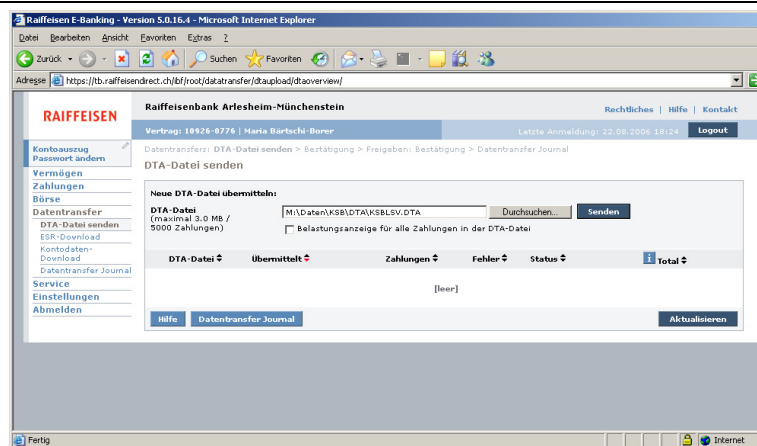 Raiffeisen E-Banking - Version 5.0.16.4 - Microsoft Internet Explorer
Datei Bearbeiten Ansicht Favoriten Extras ?
Zurück Suchen Favoriten
Adresse https://tb.raiffeisendirect.ch/ibf/root/datatransfer/dtaupload/dtaoverview/
RAIFFEISEN
Raiffeisenbank Arlesheim-Münchenstein
Rechtliches | Hilfe | Kontakt
Vertrag: 10926-0776 | Maria Bärtschi-Borer
Letzte Anmeldung: 22.08.2006 18:24 Logout
Kontoauszug
Passwort ändern
Vermögen
Zahlungen
Börse
Datentransfer
DTA-Datei senden
ESR-Download
Kontodaten-
Download
Datentransfer Journal
Service
Einstellungen
Abmelden
Datentransfers: DTA-Datei senden > Bestätigung > Freigeben: Bestätigung > Datentransfer Journal
DTA-Datei senden
Neue DTA-Datei übermitteln:
DTA-Datei
(maximal 3.0 MB /
5000 Zahlungen)
M:\Daten\KSB\DTA\KSBLSV.DTA Durchsuchen... Senden
Belastungsanzeige für alle Zahlungen in der DTA-Datei
DTA-Datei Übermittelt Zahlungen Fehler Status i Total
[leer]
Hilfe Datentransfer Journal Aktualisieren
Fertig Internet